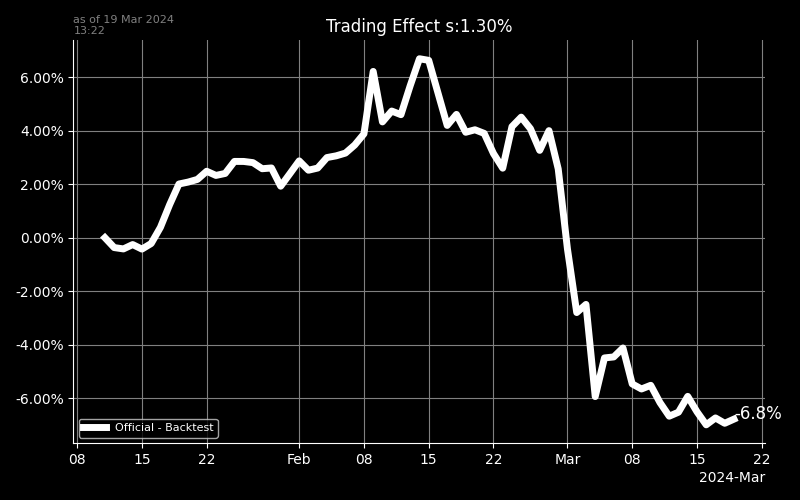 as of 19 Mar 2024
13:22
Trading Effect s:1.30%
6.00%
4.00%
2.00%
0.00%
-2.00%
-4.00%
-6.00%
-6.8%
Official - Backtest
08 15 22 Feb 08 15 22 Mar 08 15 22
2024-Mar